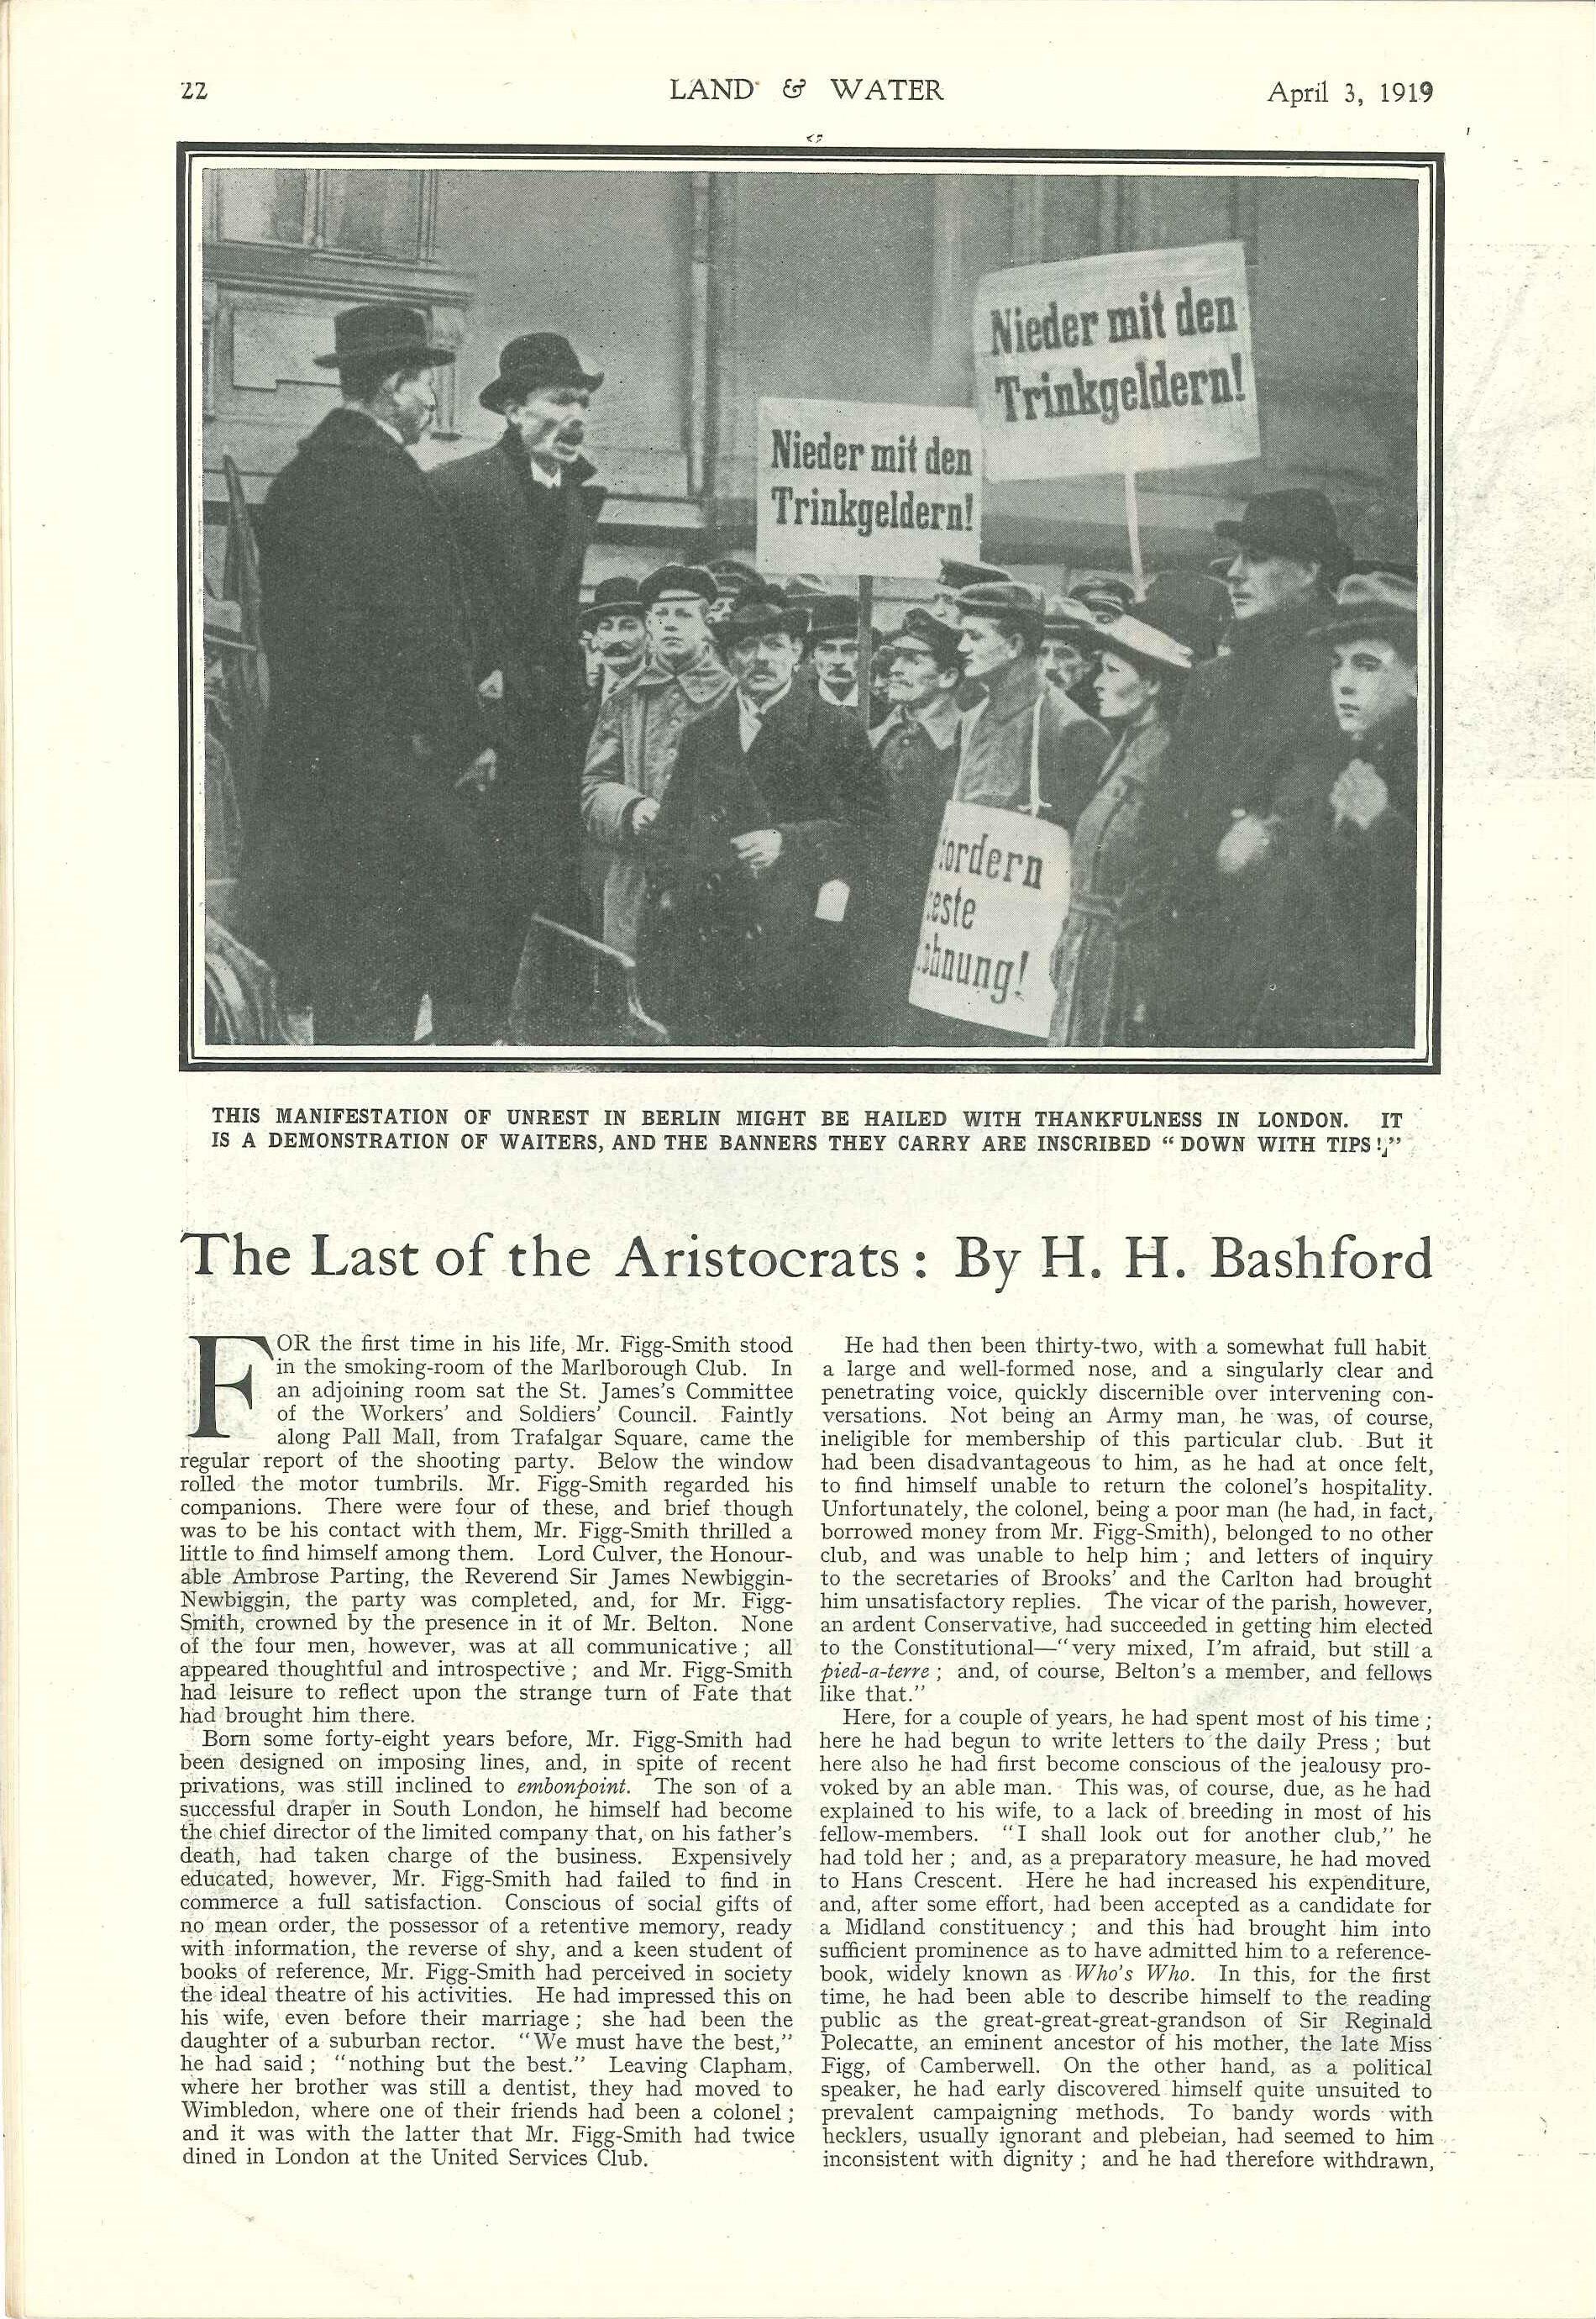 22
LAND & WATER
April 3, 1919
Nieder mit den
Trinkgeldern!
Nieder mit den
Trinkgeldern!
ordern
este
ohnung!
THIS MANIFESTATION OF UNREST IN BERLIN MIGHT BE HAILED WITH THANKFULNESS IN LONDON. IT
IS A DEMONSTRATION OF WAITERS, AND THE BANNERS THEY CARRY ARE INSCRIBED “DOWN WITH TIPS!”
The Last of the Aristocrats: By H. H. Bashford
FOR the first time in his life, Mr. Figg-Smith stood
in the smoking-room of the Marlborough Club. In
an adjoining room sat the St. James's Committee
of the Workers' and Soldiers' Council. Faintly
along Pall Mall, from Trafalgar Square, came the
regular report of the shooting party. Below the window
rolled the motor tumbrils. Mr. Figg-Smith regarded his
companions. There were four of these, and brief though
was to be his contact with them, Mr. Figg-Smith thrilled a
little to find himself among them. Lord Culver, the Honour-
able Ambrose Parting, the Reverend Sir James Newbiggin-
Newbiggin, the party was completed, and, for Mr. Figg-
Smith, crowned by the presence in it of Mr. Belton. None
of the four men, however, was at all communicative; all
appeared thoughtful and introspective; and Mr. Figg-Smith
had leisure to reflect upon the strange turn of Fate that
had brought him there.
Born some forty-eight years before, Mr. Figg-Smith had
been designed on imposing lines, and, in spite of recent
privations, was still inclined to embonpoint. The son of a
successful draper in South London, he himself had become
the chief director of the limited company that, on his father's
death, had taken charge of the business. Expensively
educated, however, Mr. Figg-Smith had failed to find in
commerce a full satisfaction. Conscious of social gifts of
no mean order, the possessor of a retentive memory, ready
with information, the reverse of shy, and a keen student of
books of reference, Mr. Figg-Smith had perceived in society
the ideal theatre of his activities. He had impressed this on
his wife, even before their marriage; she had been the
daughter of a suburban rector. “We must have the best,”
he had said; “nothing but the best.” Leaving Clapham,
where her brother was still a dentist, they had moved to
Wimbledon, where one of their friends had been a colonel;
and it was with the latter that Mr. Figg-Smith had twice
dined in London at the United Services Club.
He had then been thirty-two, with a somewhat full habit
a large and well-formed nose, and a singularly clear and
penetrating voice, quickly discernible over intervening con-
versations. Not being an Army man, he was, of course,
ineligible for membership of this particular club. But it
had been disadvantageous to him, as he had at once felt,
to find himself unable to return the colonel's hospitality.
Unfortunately, the colonel, being a poor man (he had, in fact,
borrowed money from Mr. Figg-Smith), belonged to no other
club, and was unable to help him; and letters of inquiry
to the secretaries of Brooks' and the Carlton had brought
him unsatisfactory replies. The vicar of the parish, however,
an ardent Conservative, had succeeded in getting him elected
to the Constitutional—“very mixed, I'm afraid, but still a
pied-a-terre; and, of course, Belton's a member, and fellows
like that.”
Here, for a couple of years, he had spent most of his time;
here he had begun to write letters to the daily Press; but
here also he had first become conscious of the jealousy pro-
voked by an able man. This was, of course, due, as he had
explained to his wife, to a lack of breeding in most of his
fellow-members. “I shall look out for another club,” he
had told her; and, as a preparatory measure, he had moved
to Hans Crescent. Here he had increased his expenditure,
and, after some effort, had been accepted as a candidate for
a Midland constituency; and this had brought him into
sufficient prominence as to have admitted him to a reference-
book, widely known as Who's Who. In this, for the first
time, he had been able to describe himself to the reading
public as the great-great-great-grandson of Sir Reginald
Polecatte, an eminent ancestor of his mother, the late Miss
Figg, of Camberwell. On the other hand, as a political
speaker, he had early discovered himself quite unsuited to
prevalent campaigning methods. To bandy words with
hecklers, usually ignorant and plebeian, had seemed to him
inconsistent with dignity; and he had therefore withdrawn,